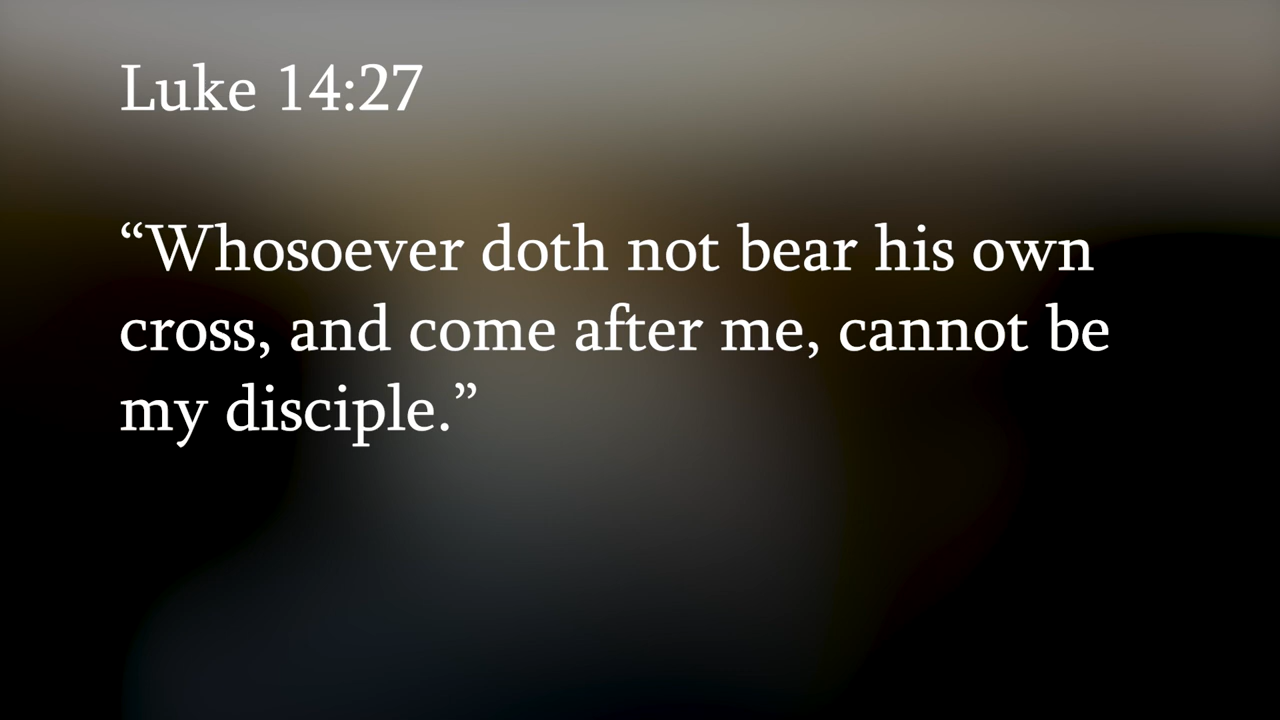 Luke 14:27
“Whosoever doth not bear his own
cross, and come after me, cannot be
my disciple.”